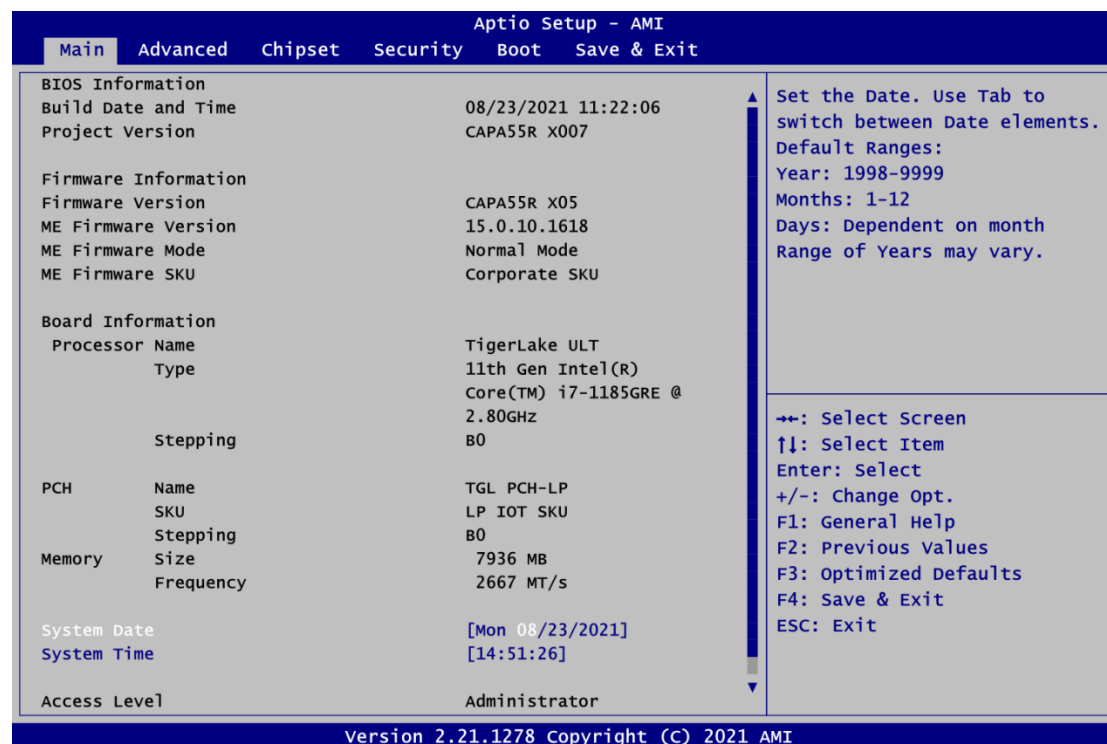 Aptio Setup – AMI
Main Advanced Chipset Security Boot Save & Exit
BIOS Information
Build Date and Time 08/23/2021 11:22:06
Project Version CAPA55R X007
Firmware Information
Firmware Version CAPA55R X05
ME Firmware Version 15.0.10.1618
ME Firmware Mode Normal Mode
ME Firmware SKU Corporate SKU
Board Information
Processor Name TigerLake ULT
Type 11th Gen Intel(R)
Core(TM) i7-1185GRE @
2.80GHz
Stepping B0
PCH Name TGL PCH-LP
SKU LP IOT SKU
Stepping B0
Memory Size 7936 MB
Frequency 2667 MT/s
System Date [Mon 08/23/2021]
System Time [14:51:26]
Access Level Administrator
Set the Date. Use Tab to
switch between Date elements.
Default Ranges:
Year: 1998-9999
Months: 1-12
Days: Dependent on month
Range of Years may vary.
→←: Select Screen
↑↓: Select Item
Enter: Select
+/-: Change Opt.
F1: General Help
F2: Previous Values
F3: Optimized Defaults
F4: Save & Exit
ESC: Exit
Version 2.21.1278 Copyright (C) 2021 AMI